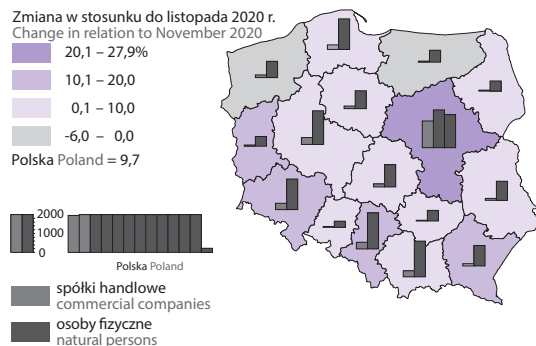 Zmiana w stosunku do listopada 2020 r.
Change in relation to November 2020
20,1 – 27,9%
10,1 – 20,0
0,1 – 10,0
-6,0 – 0,0
Polska Poland = 9,7
2000
1000
0
Polska Poland
spółki handlowe
commercial companies
osoby fizyczne
natural persons